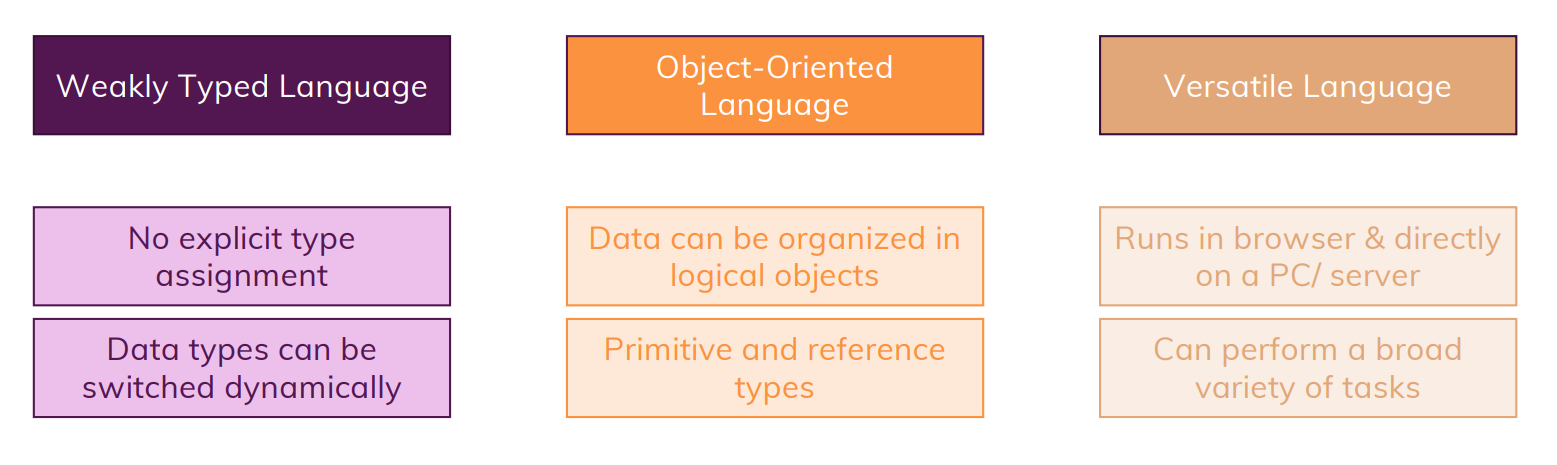 Weakly Typed Language
Object-Oriented
Language
Versatile Language
No explicit type
assignment
Data can be organized in
logical objects
Runs in browser & directly
on a PC/ server
Data types can be
switched dynamically
Primitive and reference
types
Can perform a broad
variety of tasks